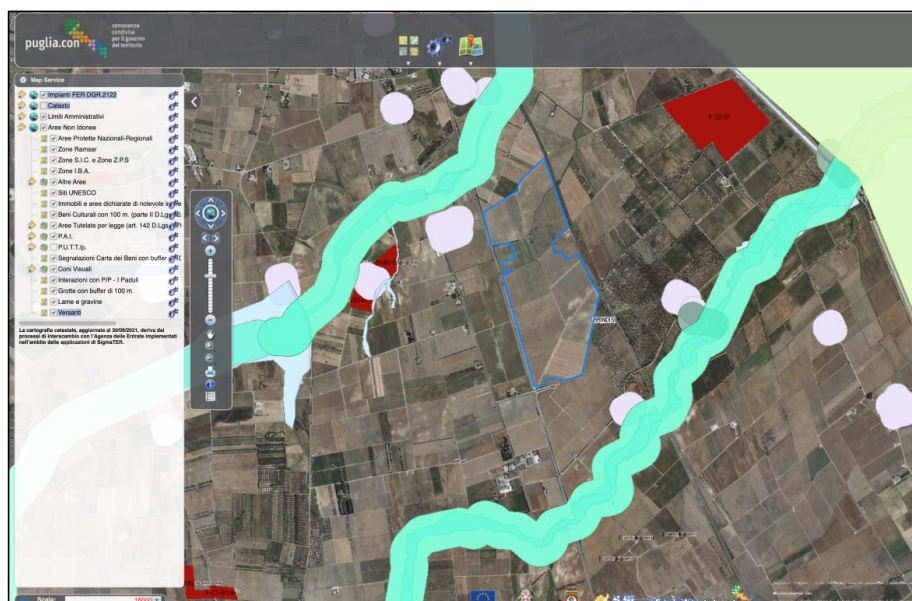 puglia.con
conoscenza
condivisa
per il governo
del territorio
Map Service
Impianti FER DGR.2122
Catasto
Limiti Amministrativi
Aree Non Idonee
Aree Protette Nazionali-Regionali
Zone Ramsar
Zone S.I.C. e Zone Z.P.S
Zone I.B.A.
Altre Aree
Siti UNESCO
Immobili e aree dichiarate di notevole
Beni Culturali con 100 m. (parte II D.Lgs
Aree Tutelate per legge (art. 142 D.Lgs
P.A.I.
P.U.T.T./p.
Segnalazioni Carta dei Beni con buffer
Coni Visuali
Interazioni con P/P - I Paduli
Grotte con buffer di 100 m.
Lame e gravine
Versanti
La cartografia catastale, aggiornata al 30/09/2021, deriva dai
processi di interscambio con l'Agenzia delle Entrate implementati
nell'ambito delle applicazioni di SigmaTER.
BRINDISI
Scala: